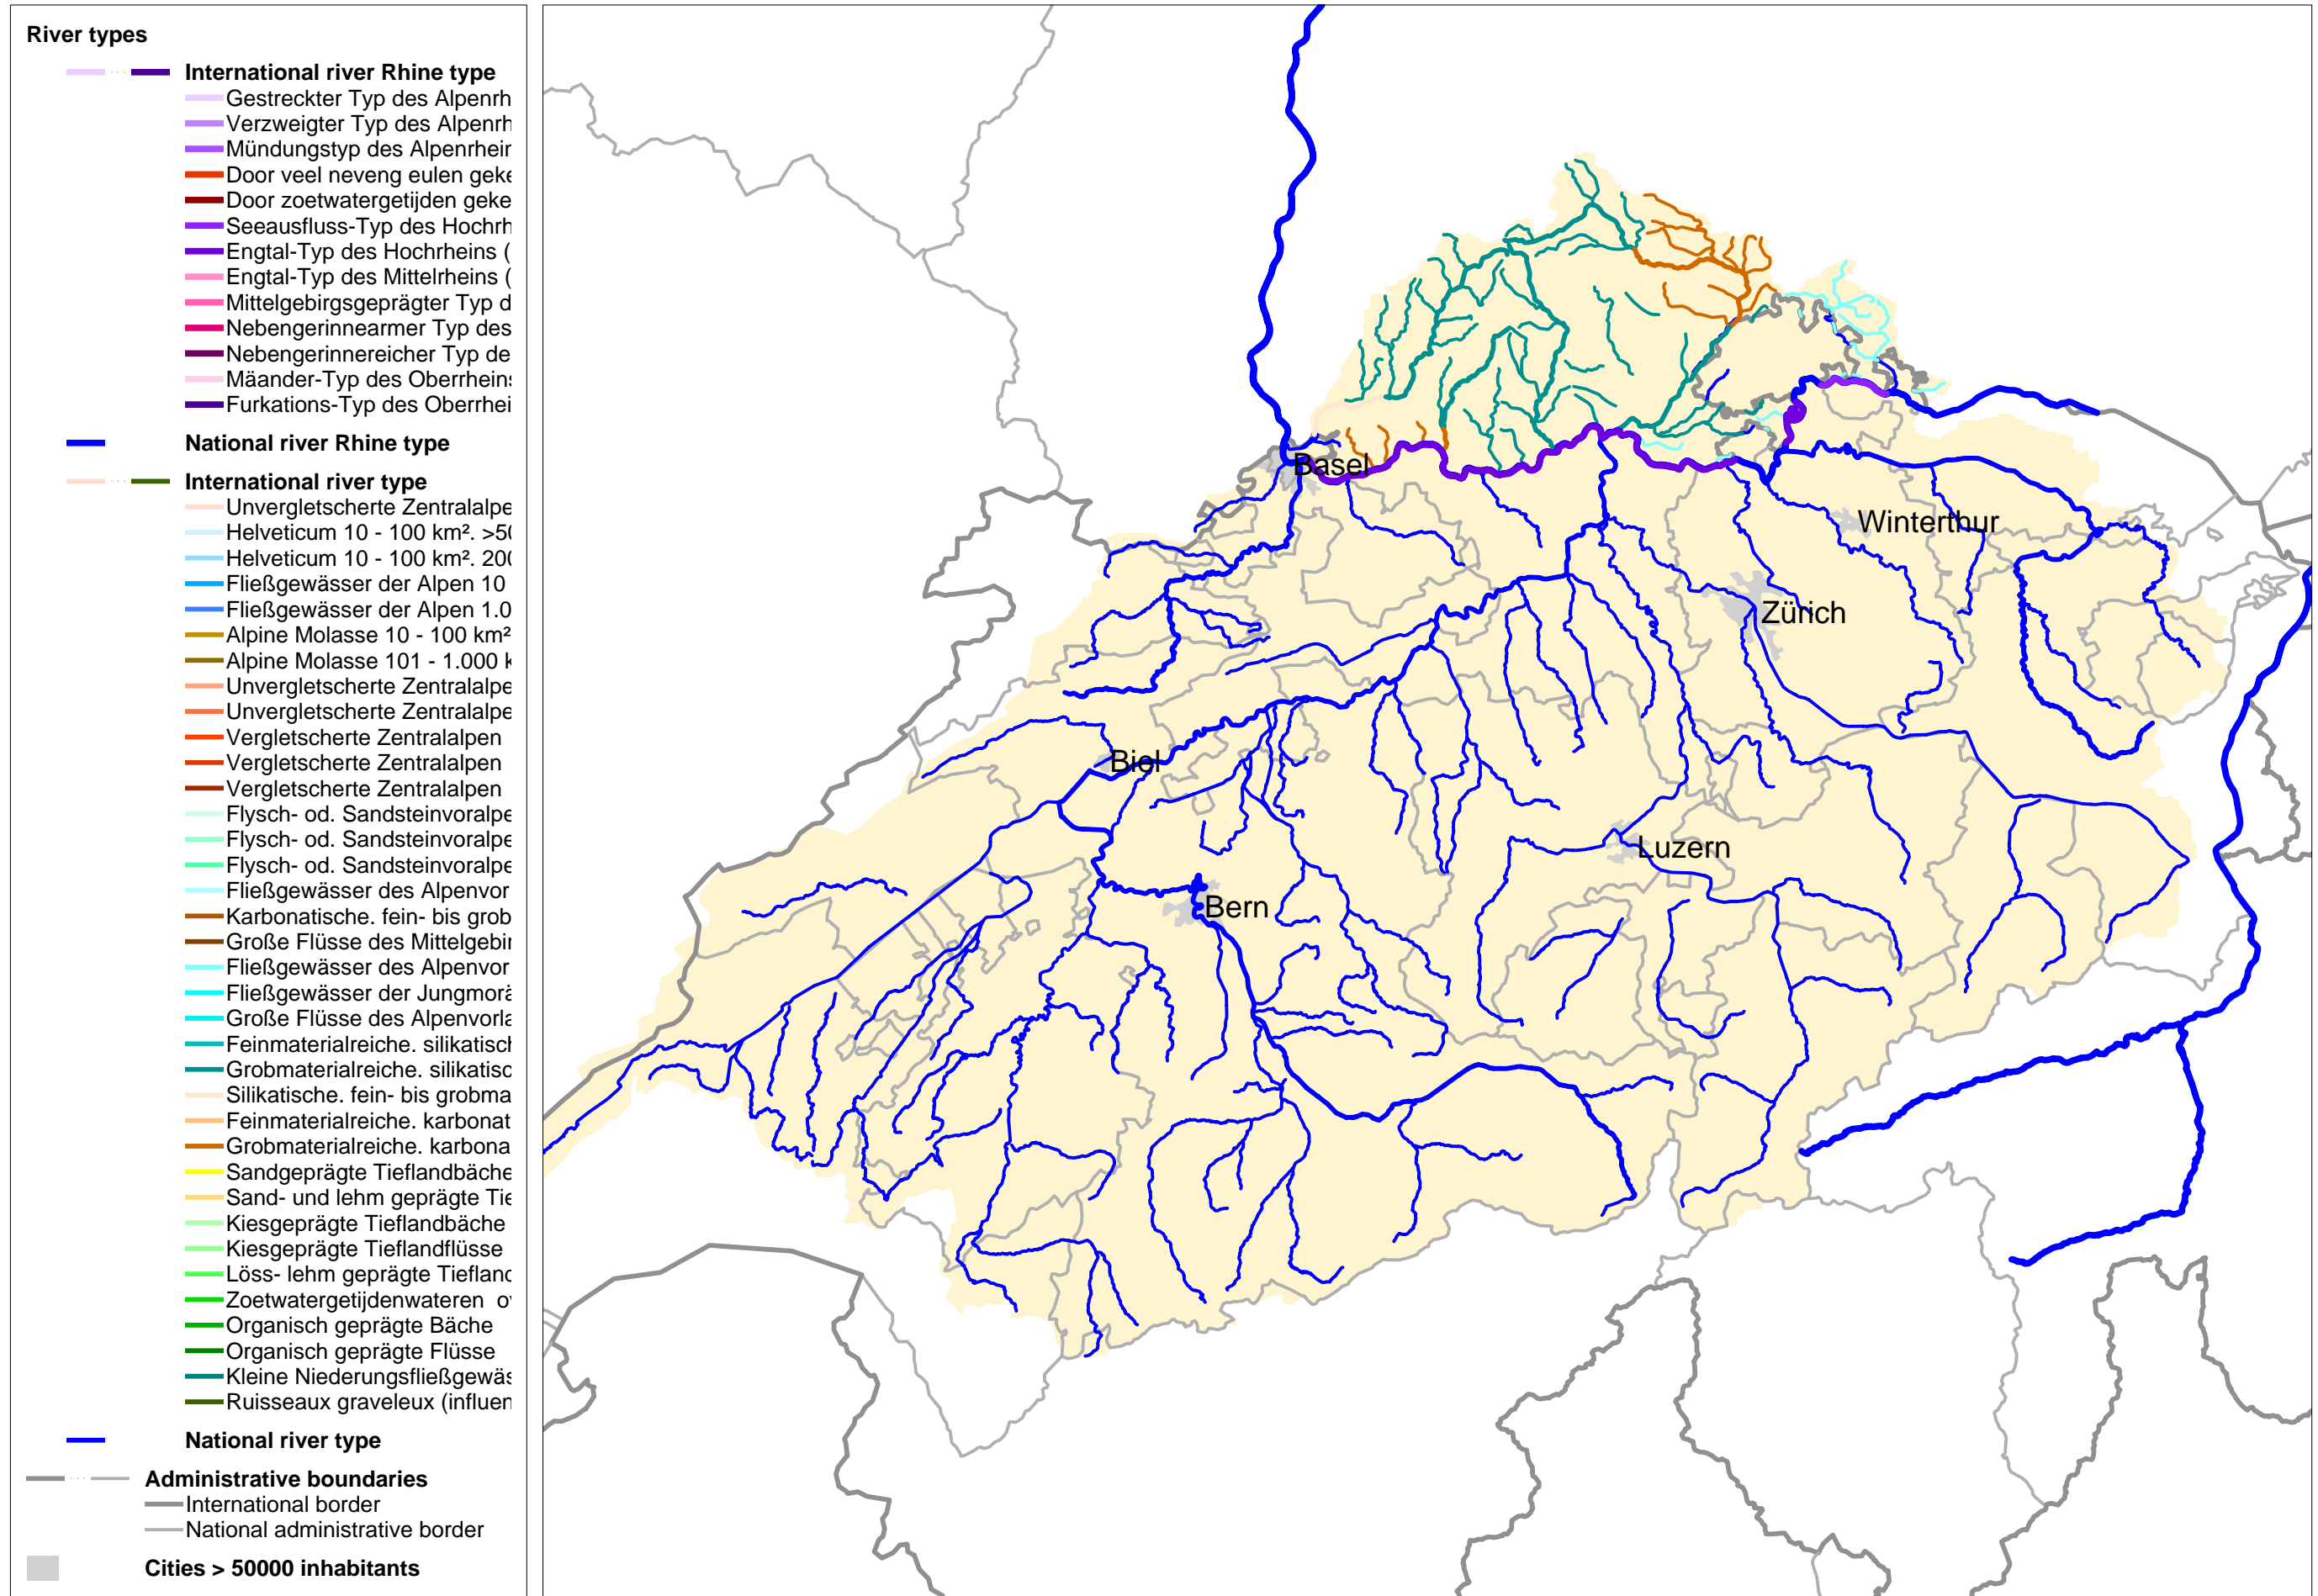 River types
International river Rhine type
Gestreckter Typ des Alpenrh
Verzweigter Typ des Alpenrh
Mündungstyp des Alpenrhein
Door veel neveng eulen geke
Door zoetwatergetijden geke
Seeausfluss-Typ des Hochrh
Engtal-Typ des Hochrheins (
Engtal-Typ des Mittelrheins (
Mittelgebirgsgeprägter Typ d
Nebengerinnearmer Typ des
Nebengerinnereicher Typ de
Mäander-Typ des Oberrheins
Furkations-Typ des Oberrhei
National river Rhine type
International river type
Unvergletscherte Zentralalpe
Helveticum 10 - 100 km². >50
Helveticum 10 - 100 km². 200
Fließgewässer der Alpen 10
Fließgewässer der Alpen 1.0
Alpine Molasse 10 - 100 km²
Alpine Molasse 101 - 1.000 k
Unvergletscherte Zentralalpe
Unvergletscherte Zentralalpe
Vergletscherte Zentralalpen
Vergletscherte Zentralalpen
Vergletscherte Zentralalpen
Flysch- od. Sandsteinvoralpe
Flysch- od. Sandsteinvoralpe
Flysch- od. Sandsteinvoralpe
Fließgewässer des Alpenvor
Karbonatische. fein- bis grob
Große Flüsse des Mittelgebir
Fließgewässer des Alpenvor
Fließgewässer der Jungmorä
Große Flüsse des Alpenvorla
Feinmaterialreiche. silikatisch
Grobmaterialreiche. silikatisc
Silikatische. fein- bis grobma
Feinmaterialreiche. karbonat
Grobmaterialreiche. karbona
Sandgeprägte Tieflandbäche
Sand- und lehm geprägte Tie
Kiesgeprägte Tieflandbäche
Kiesgeprägte Tieflandflüsse
Löss- lehm geprägte Tieflanc
Zoetwatergetijdenwateren ov
Organisch geprägte Bäche
Organisch geprägte Flüsse
Kleine Niederungsfließgewäs
Ruisseaux graveleux (influen
National river type
Administrative boundaries
International border
National administrative border
Cities > 50000 inhabitants
Basel
Winterthur
Zürich
Biel
Luzern
Bern